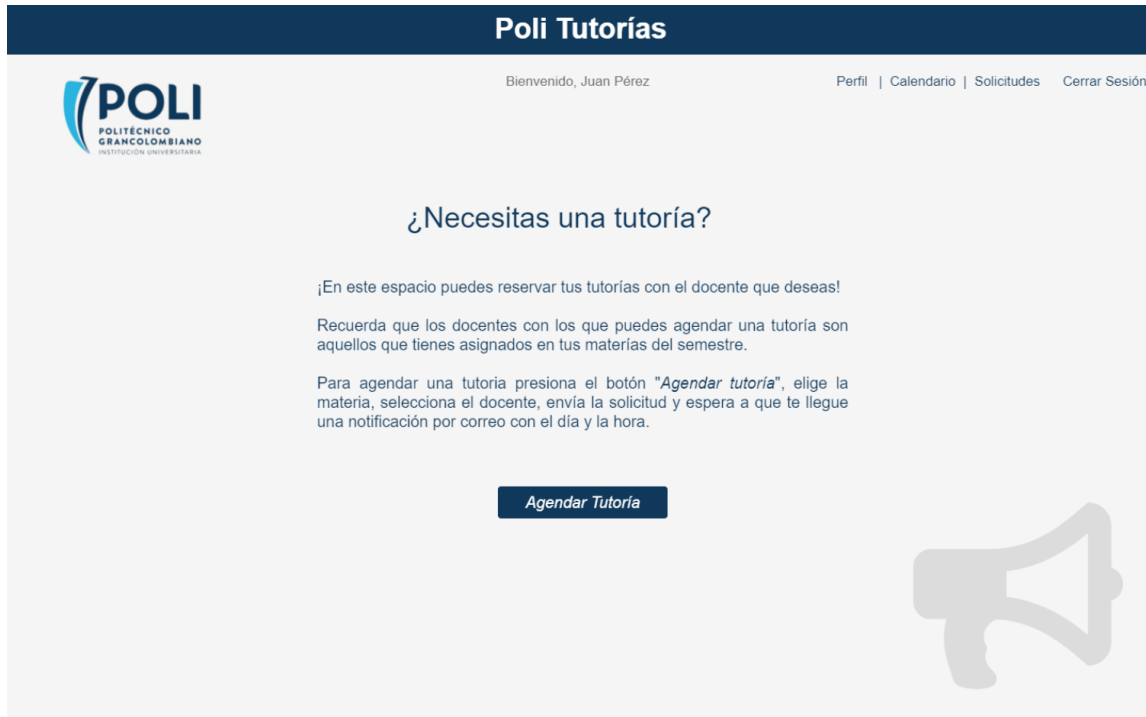 Poli Tutorías
Bienvenido, Juan Pérez
Perfil | Calendario | Solicitudes Cerrar Sesión
POLI
POLITÉCNICO
GRANCOLOMBIANO
INSTITUCIÓN UNIVERSITARIA
¿Necesitas una tutoría?
¡En este espacio puedes reservar tus tutorías con el docente que deseas!
Recuerda que los docentes con los que puedes agendar una tutoría son
aquellos que tienes asignados en tus materías del semestre.
Para agendar una tutoria presiona el botón "Agendar tutoría", elige la
materia, selecciona el docente, envía la solicitud y espera a que te llegue
una notificación por correo con el día y la hora.
Agendar Tutoría